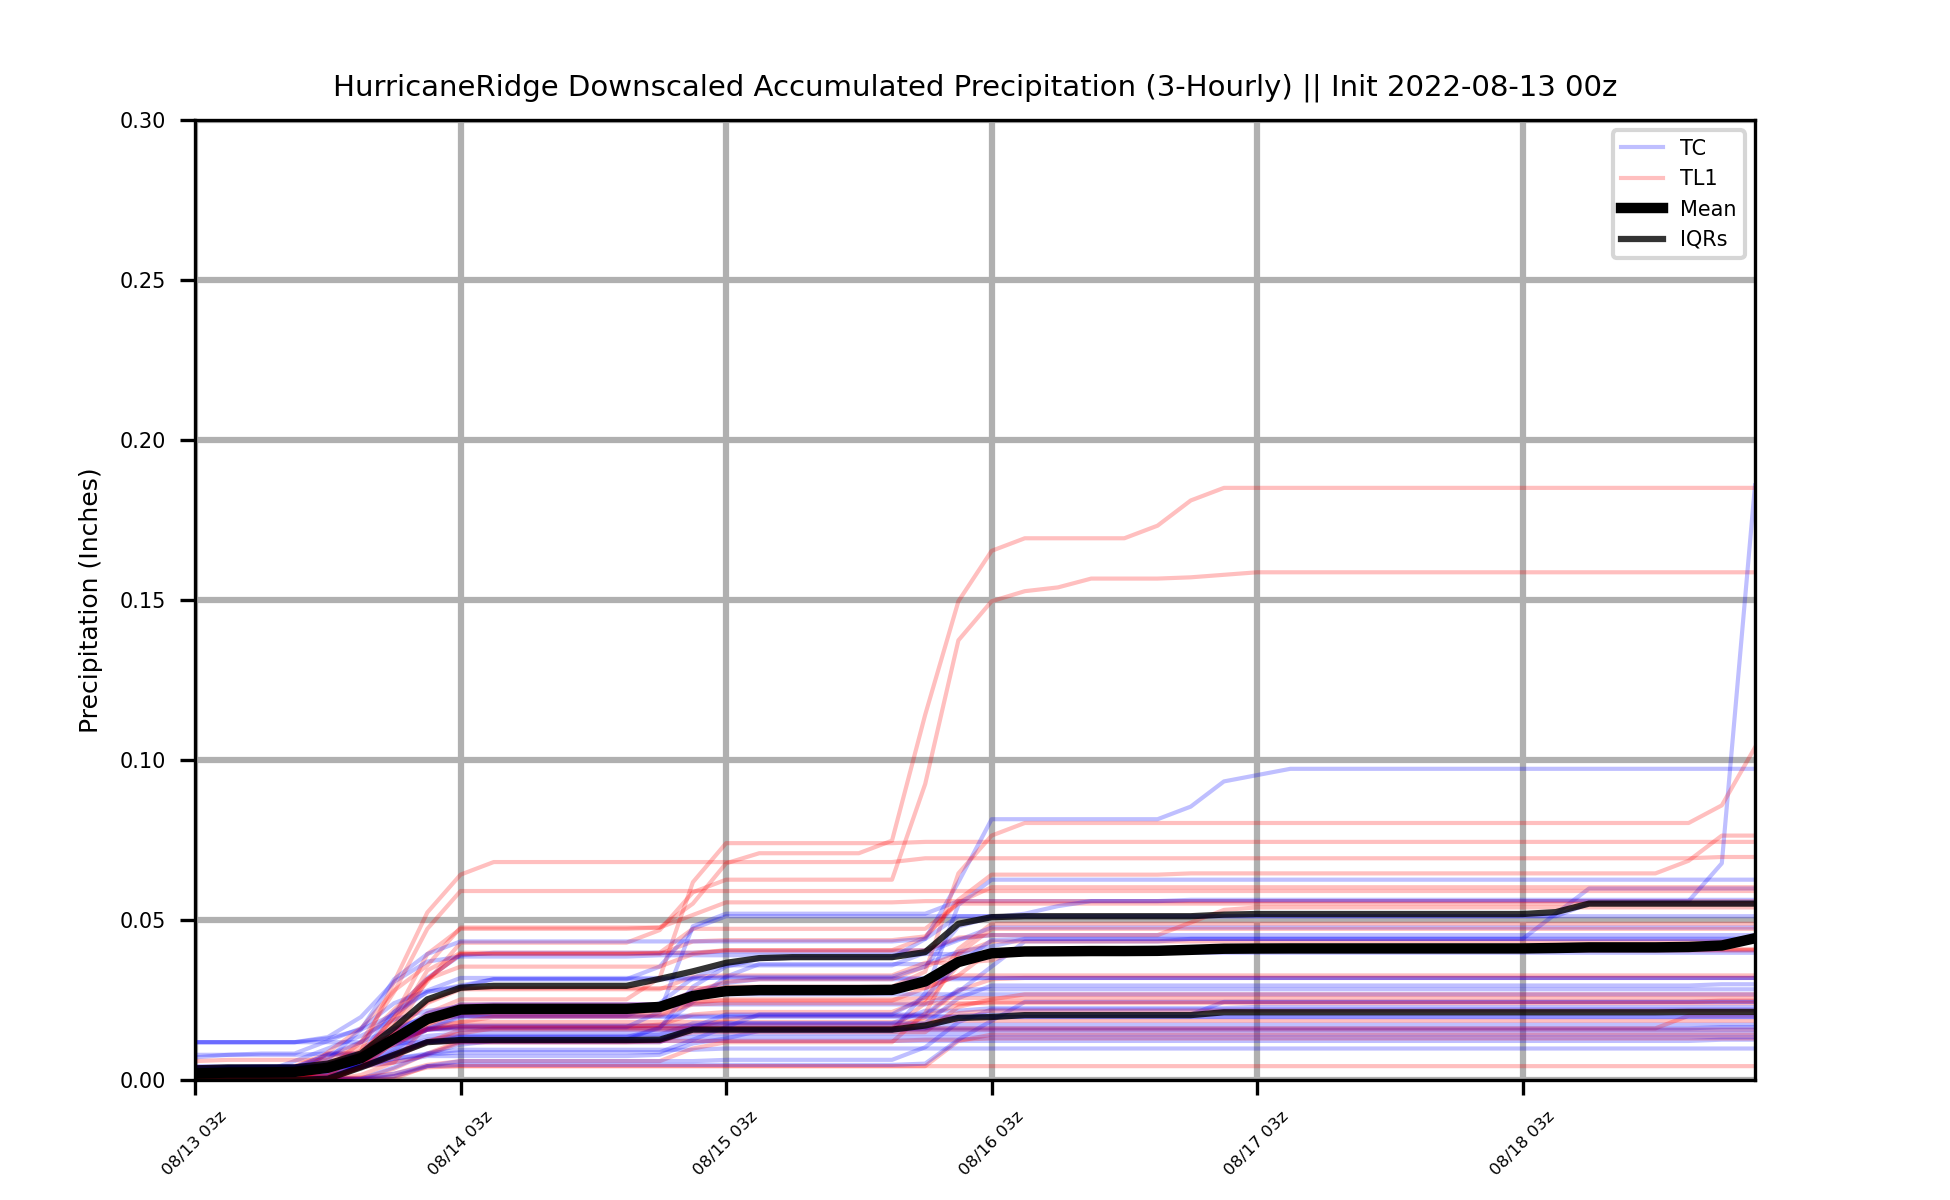 HurricaneRidge Downscaled Accumulated Precipitation (3-Hourly) || Init 2022-08-13 00z
Precipitation (Inches)
0.30
0.25
0.20
0.15
0.10
0.05
0.00
TC
TL1
Mean
IQRs
08/13 03z
08/14 03z
08/15 03z
08/16 03z
08/17 03z
08/18 03z